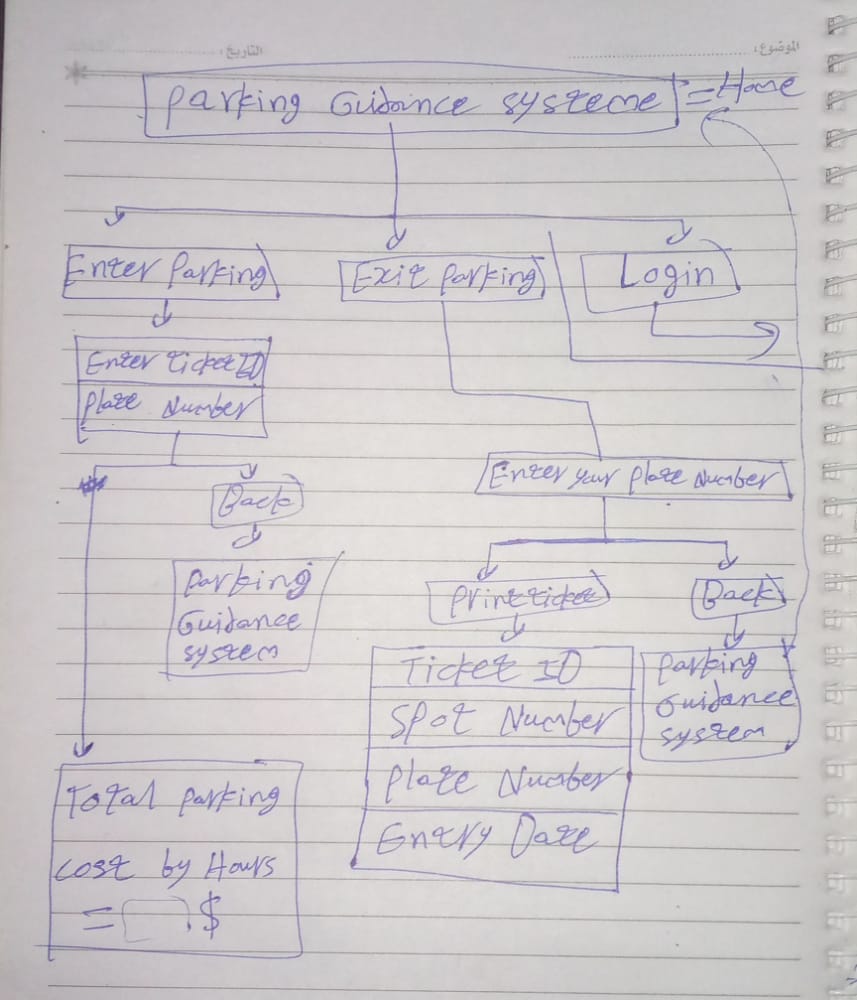 الموضوع:
التاريخ:
Parking Guidance systeme = Home
Enter Parking
Exit Parking
Login
Enter ticket ID
Plate Number
Back
Parking
Guidance
system
Total parking
cost by Hours
= .$
Enter your Plate Number
Print ticket
Back
Ticket ID
Spot Number
Plate Number
Entry Date
Parking
Guidance
system